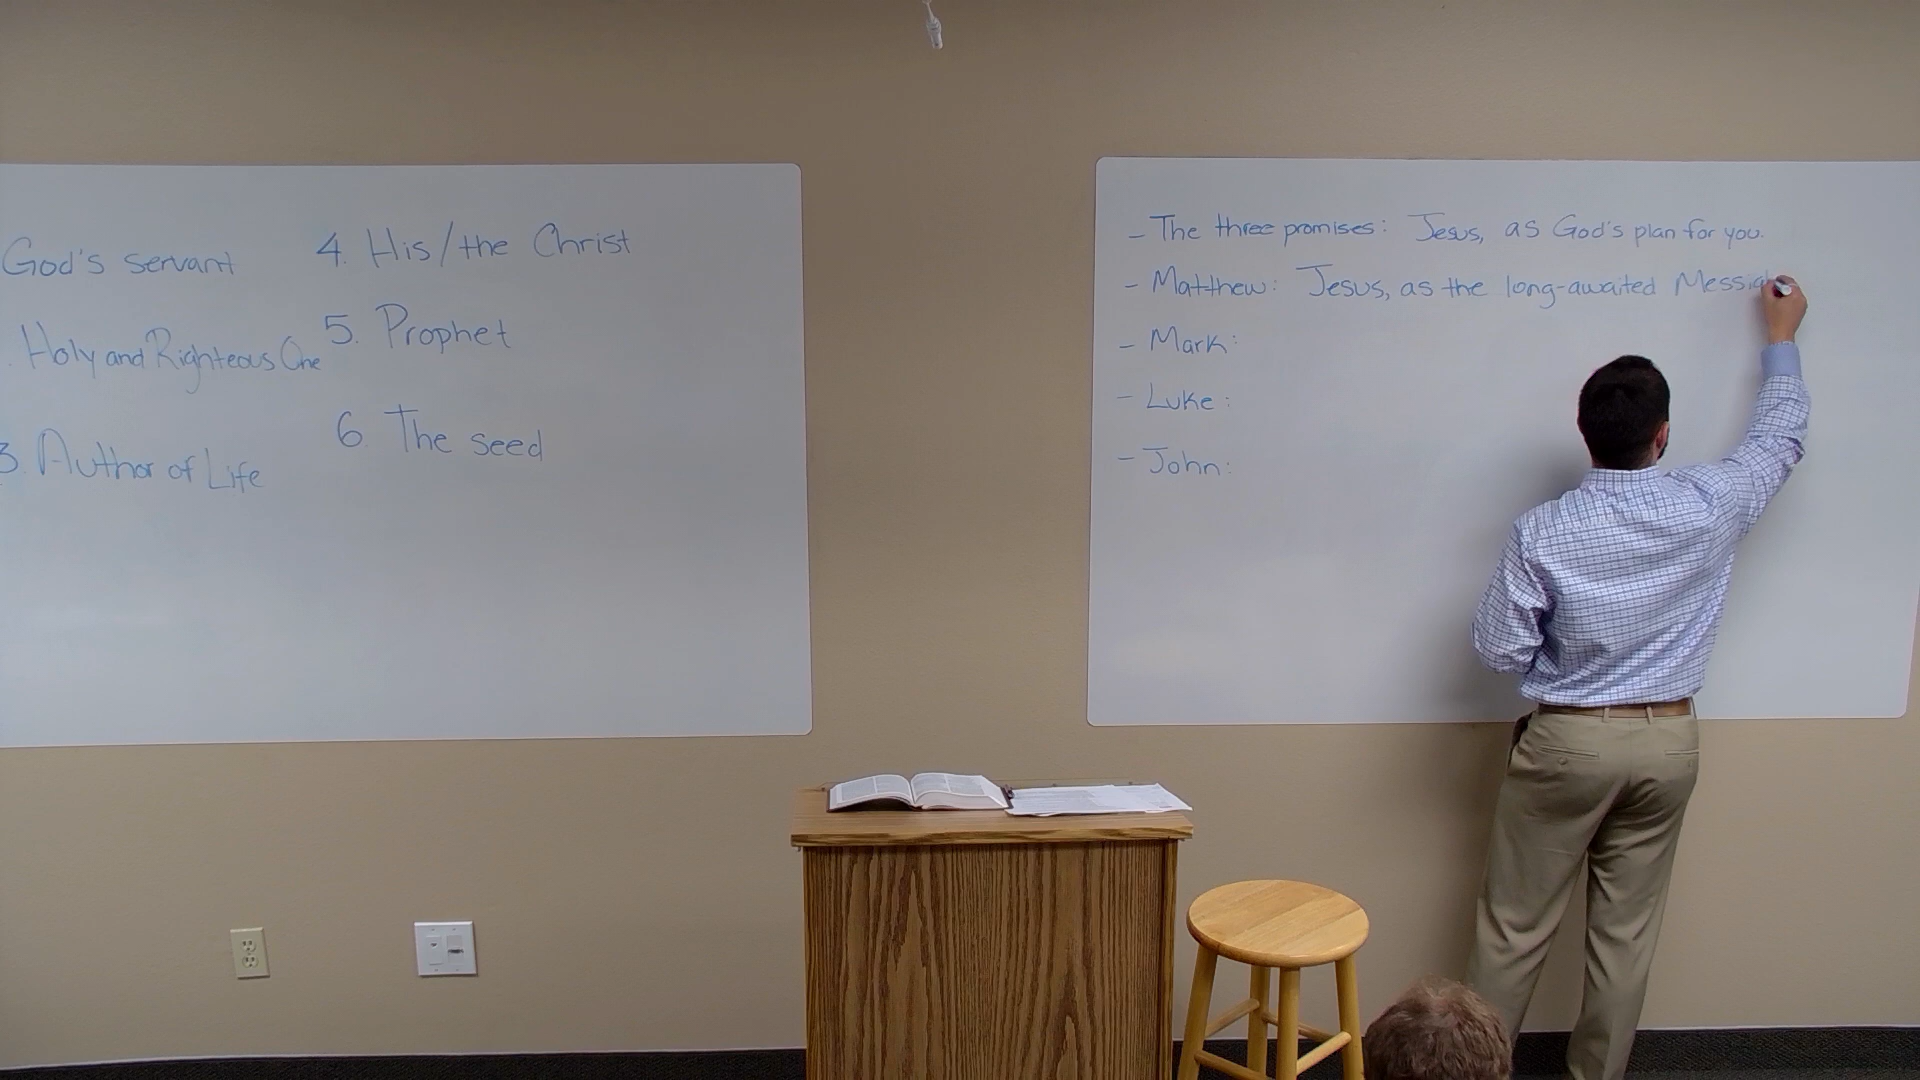 God's servant
Holy and Righteous One
3. Author of Life
4. His/the Christ
5. Prophet
6. The seed
- The three promises: Jesus, as God's plan for you.
- Matthew: Jesus, as the long-awaited Messia
- Mark:
- Luke:
- John: